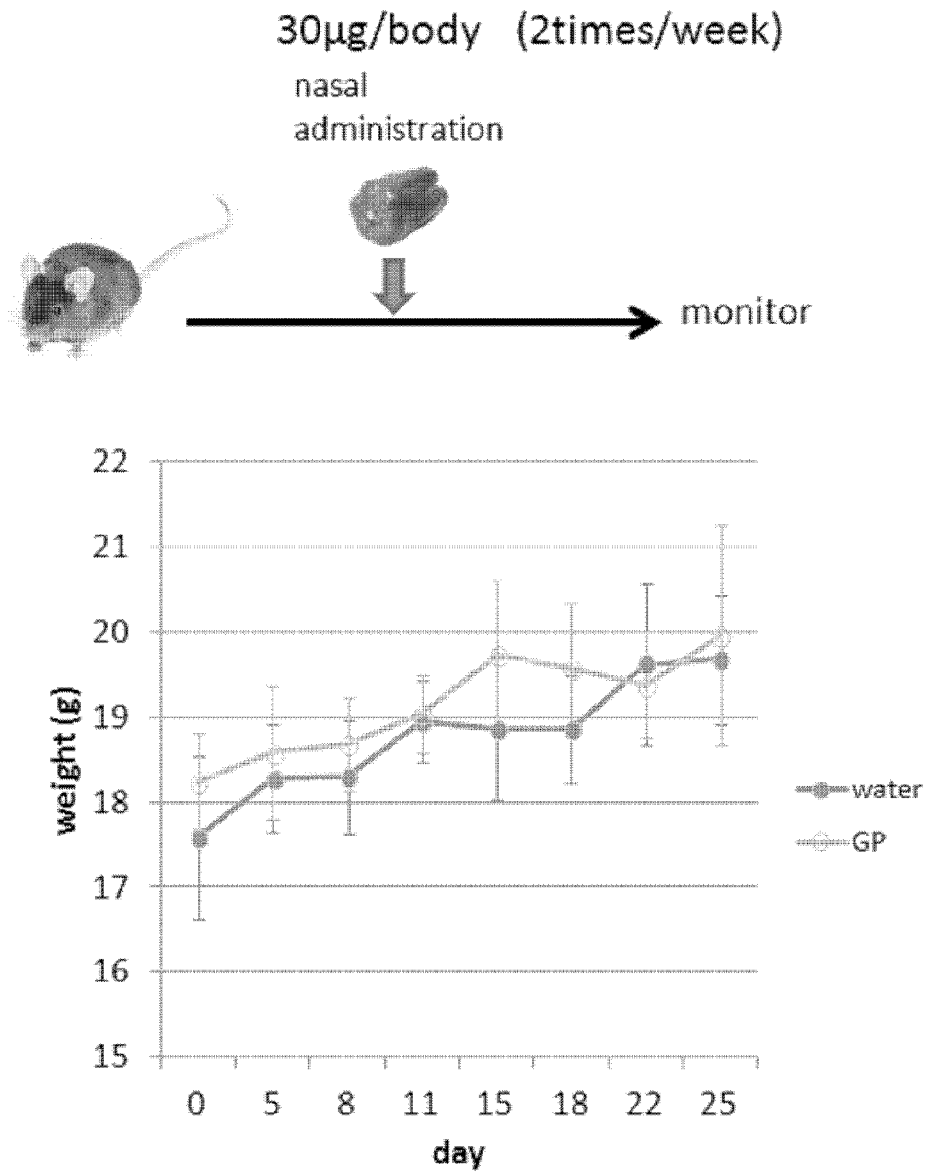 30µg/body (2times/week)
nasal
administration
monitor
22
21
20
19
18
17
16
15
weight (g)
0 5 8 11 15 18 22 25
day
water
GP